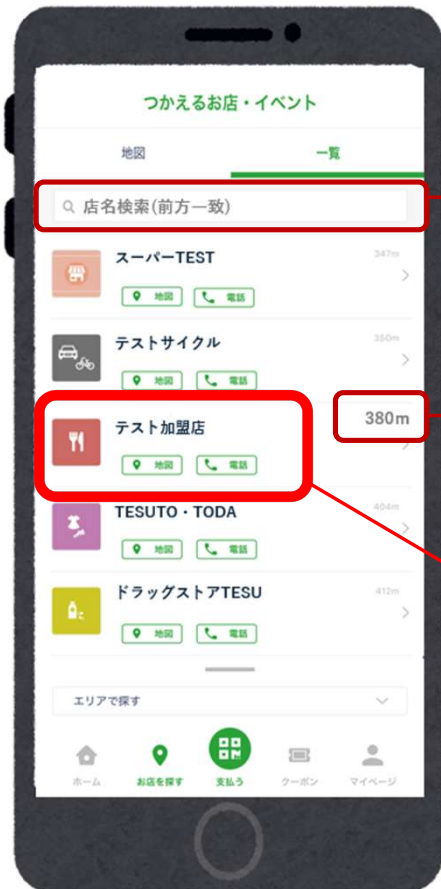 つかえるお店・イベント
地図 一覧
店名検索(前方一致)
スーパーTEST 347m
地図 電話
テストサイクル 350m
地図 電話
テスト加盟店 380m
地図 電話
TESUTO・TODA 404m
地図 電話
ドラッグストアTESU 412m
地図 電話
エリアで探す
ホーム お店を探す 支払う クーポン マイページ